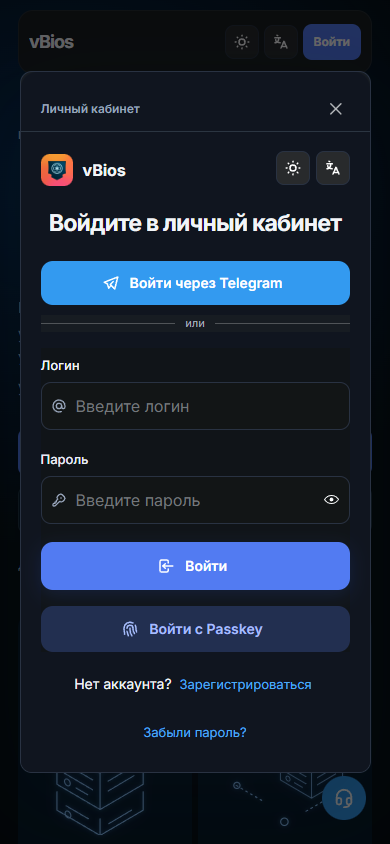 vBios
Войти
Личный кабинет
vBios
Войдите в личный кабинет
Войти через Telegram
или
Логин
Введите логин
Пароль
Введите пароль
Войти
Войти с Passkey
Нет аккаунта? Зарегистрироваться
Забыли пароль?